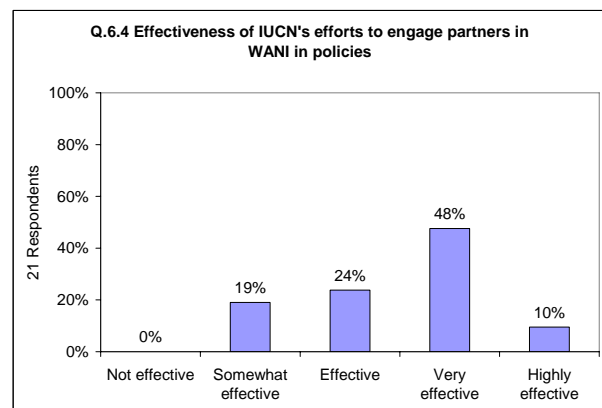 Q.6.4 Effectiveness of IUCN's efforts to engage partners in
WANI in policies
21 Respondents
100%
80%
60%
40%
20%
0%
0%
19%
24%
48%
10%
Not effective
Somewhat
effective
Effective
Very
effective
Highly
effective